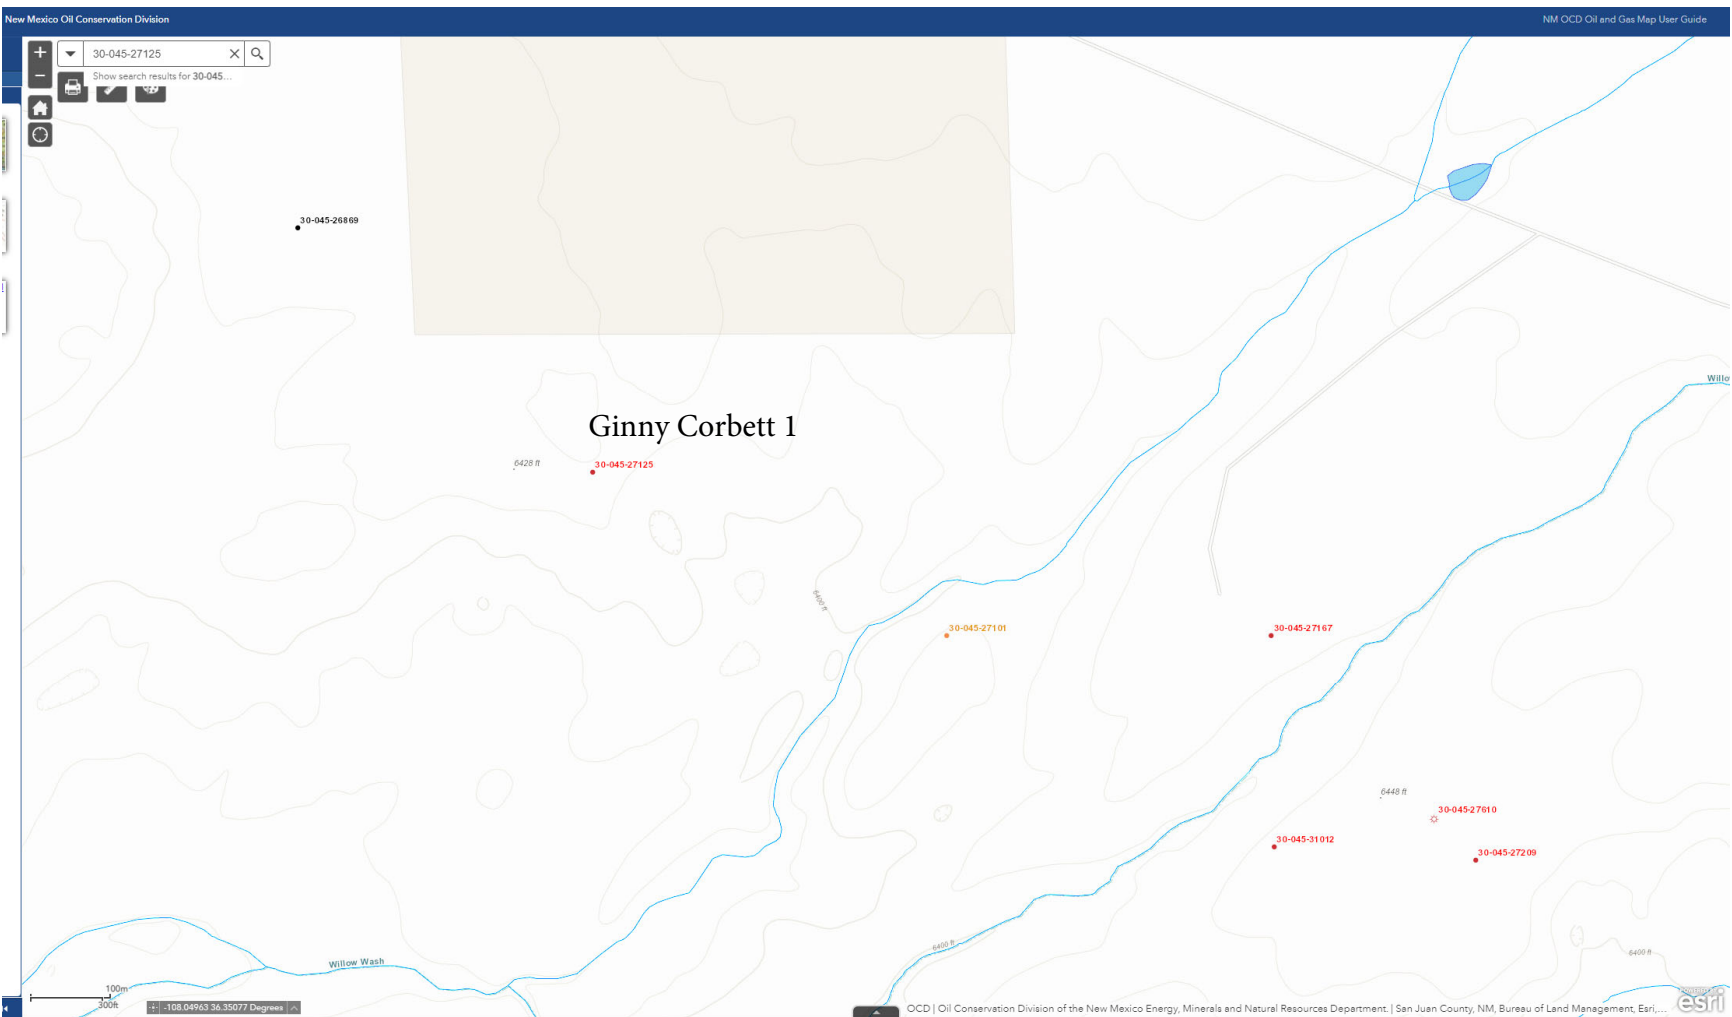 New Mexico Oil Conservation Division
NM OCD Oil and Gas Map User Guide
+
30-045-27125
−
Show search results for 30-045...
30-045-26869
Willo
Ginny Corbett 1
6428 ft
30-045-27125
6400 ft
30-045-27101
30-045-27167
6448 ft
30-045-27610
30-045-31012
30-045-27209
6400 ft
6400 ft
Willow Wash
100m
300ft
-108.04963 36.35077 Degrees
OCD | Oil Conservation Division of the New Mexico Energy, Minerals and Natural Resources Department. | San Juan County, NM, Bureau of Land Management, Esri,...
esri